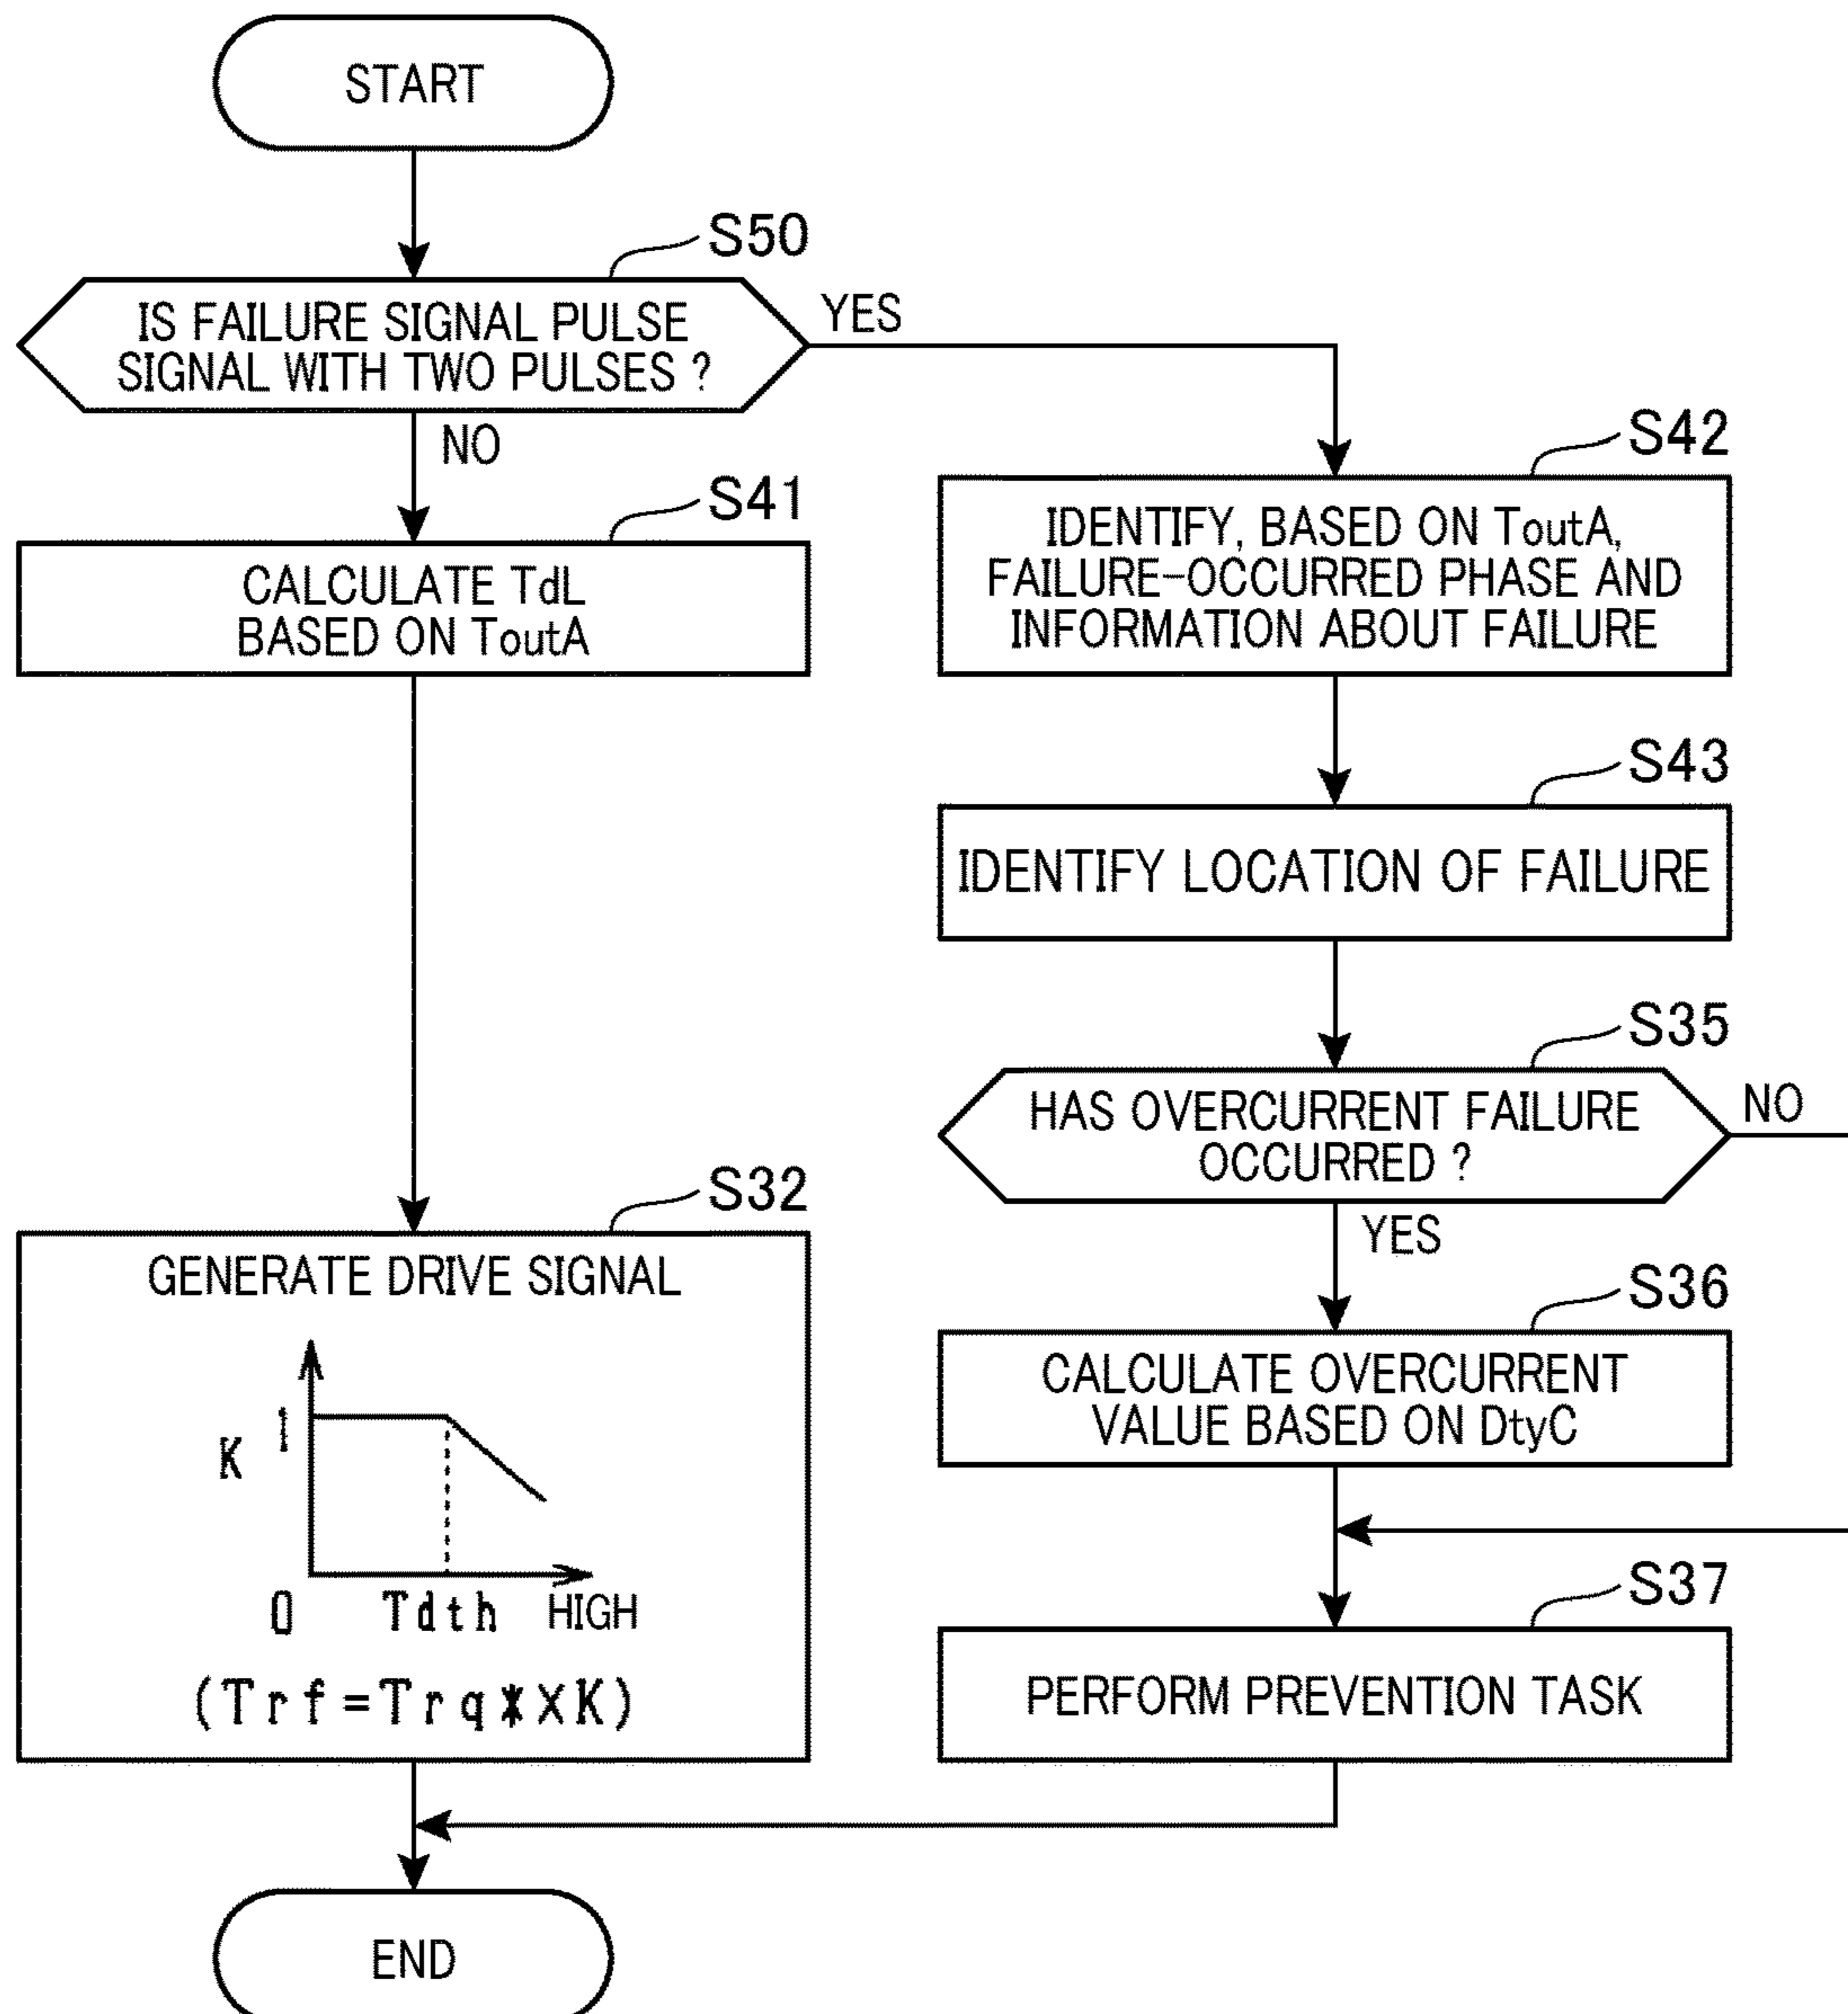 START
S50
IS FAILURE SIGNAL PULSE
SIGNAL WITH TWO PULSES ?
YES
NO
S41
CALCULATE TdL
BASED ON ToutA
S42
IDENTIFY, BASED ON ToutA,
FAILURE-OCCURRED PHASE AND
INFORMATION ABOUT FAILURE
S43
IDENTIFY LOCATION OF FAILURE
S35
HAS OVERCURRENT FAILURE
OCCURRED ?
NO
YES
S32
GENERATE DRIVE SIGNAL
1
K
0 Tdth HIGH
(Trf=Trq*×K)
S36
CALCULATE OVERCURRENT
VALUE BASED ON DtyC
S37
PERFORM PREVENTION TASK
END